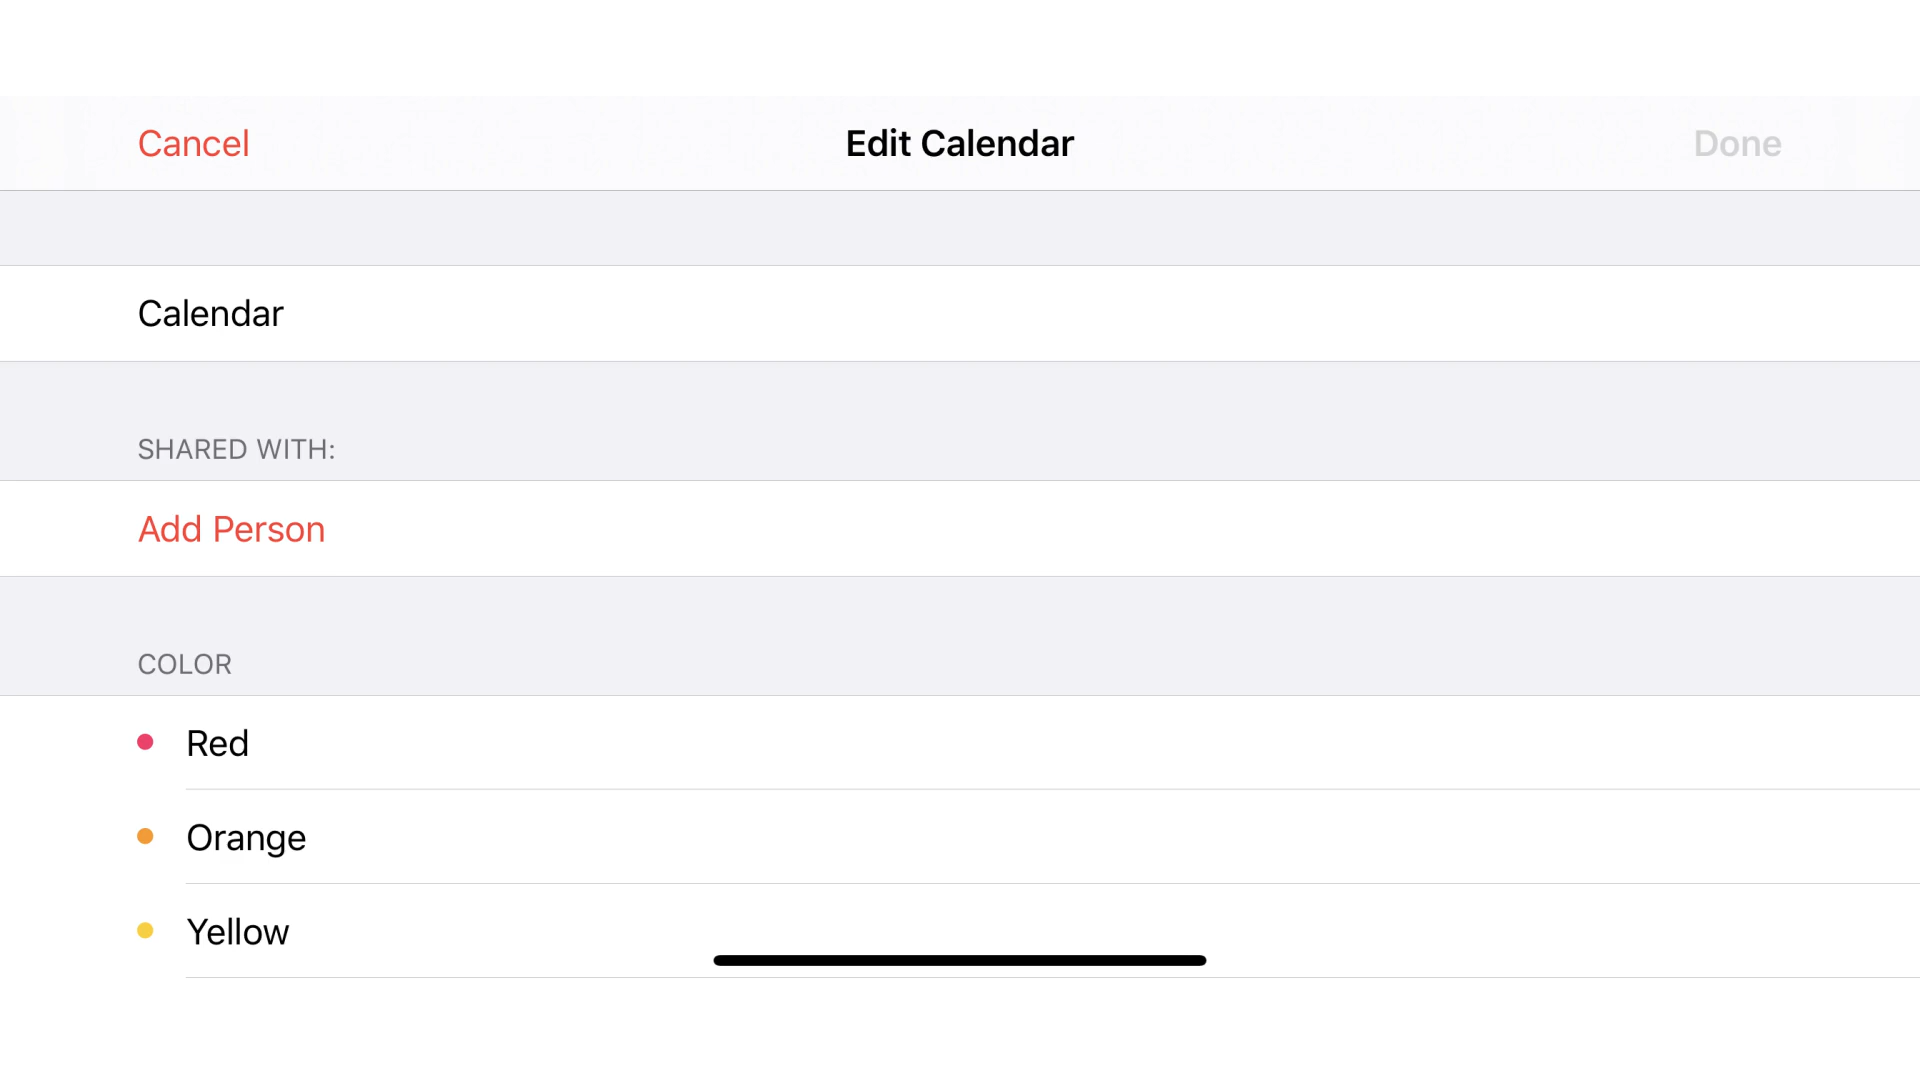 Cancel Edit Calendar Done
Calendar
SHARED WITH:
Add Person
COLOR
Red
Orange
Yellow